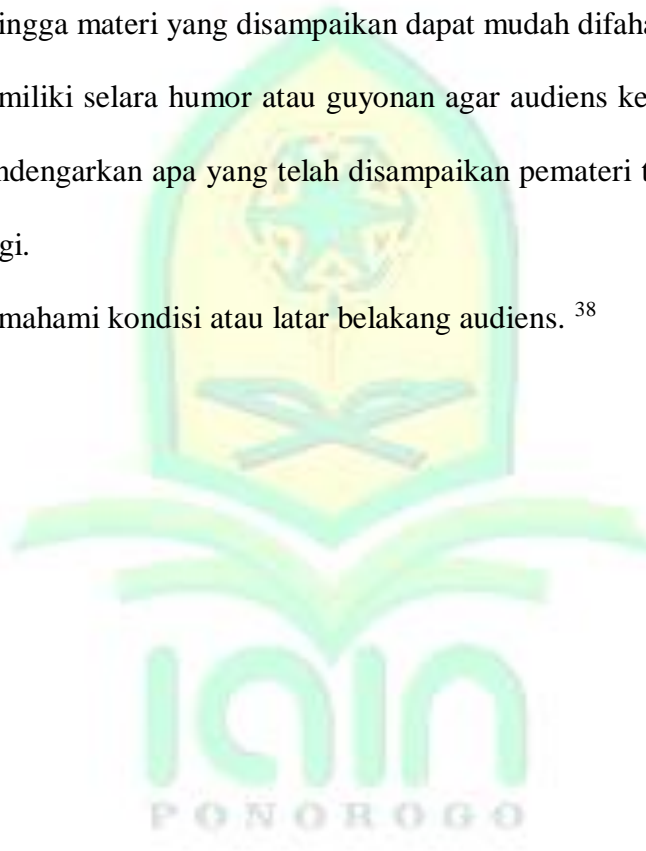 ingga materi yang disampaikan dapat mudah difaha
miliki selara humor atau guyonan agar audiens ke
ndengarkan apa yang telah disampaikan pemateri t
gi.
mahami kondisi atau latar belakang audiens. 38
iain
PONOROGO